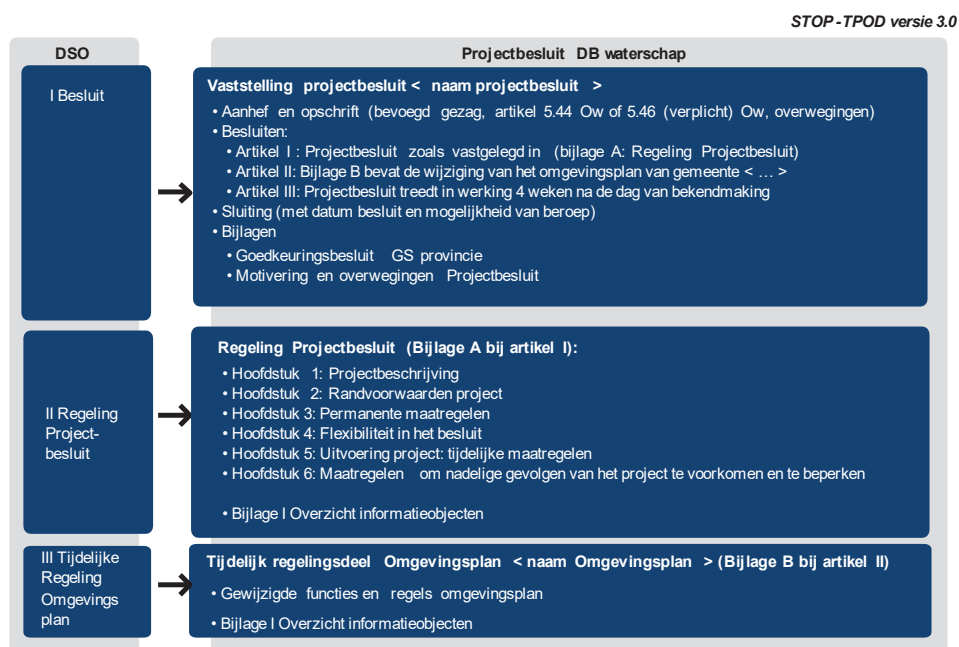 STOP-TPOD versie 3.0
DSO
Projectbesluit DB waterschap
I Besluit
Vaststelling projectbesluit < naam projectbesluit >
• Aanhef en opschrift (bevoegd gezag, artikel 5.44 Ow of 5.46 (verplicht) Ow, overwegingen)
• Besluiten:
• Artikel I : Projectbesluit zoals vastgelegd in (bijlage A: Regeling Projectbesluit)
• Artikel II: Bijlage B bevat de wijziging van het omgevingsplan van gemeente < ... >
• Artikel III: Projectbesluit treedt in werking 4 weken na de dag van bekendmaking
• Sluiting (met datum besluit en mogelijkheid van beroep)
• Bijlagen
• Goedkeuringsbesluit GS provincie
• Motivering en overwegingen Projectbesluit
II Regeling
Project-
besluit
Regeling Projectbesluit (Bijlage A bij artikel I):
• Hoofdstuk 1: Projectbeschrijving
• Hoofdstuk 2: Randvoorwaarden project
• Hoofdstuk 3: Permanente maatregelen
• Hoofdstuk 4: Flexibiliteit in het besluit
• Hoofdstuk 5: Uitvoering project: tijdelijke maatregelen
• Hoofdstuk 6: Maatregelen om nadelige gevolgen van het project te voorkomen en te beperken
• Bijlage I Overzicht informatieobjecten
III Tijdelijke
Regeling
Omgevings
plan
Tijdelijk regelingsdeel Omgevingsplan < naam Omgevingsplan > (Bijlage B bij artikel II)
• Gewijzigde functies en regels omgevingsplan
• Bijlage I Overzicht informatieobjecten